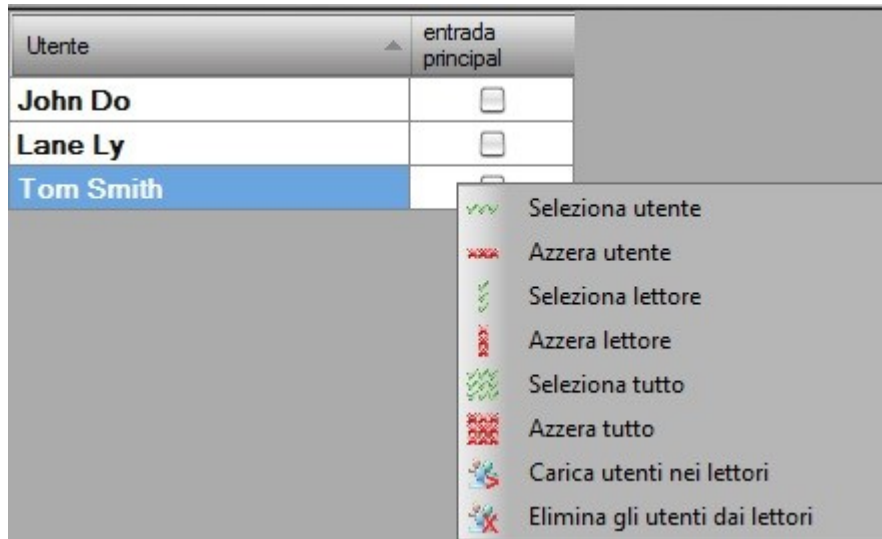 Utente
entrada
principal
John Do
Lane Ly
Tom Smith
Seleziona utente
Azzera utente
Seleziona lettore
Azzera lettore
Seleziona tutto
Azzera tutto
Carica utenti nei lettori
Elimina gli utenti dai lettori